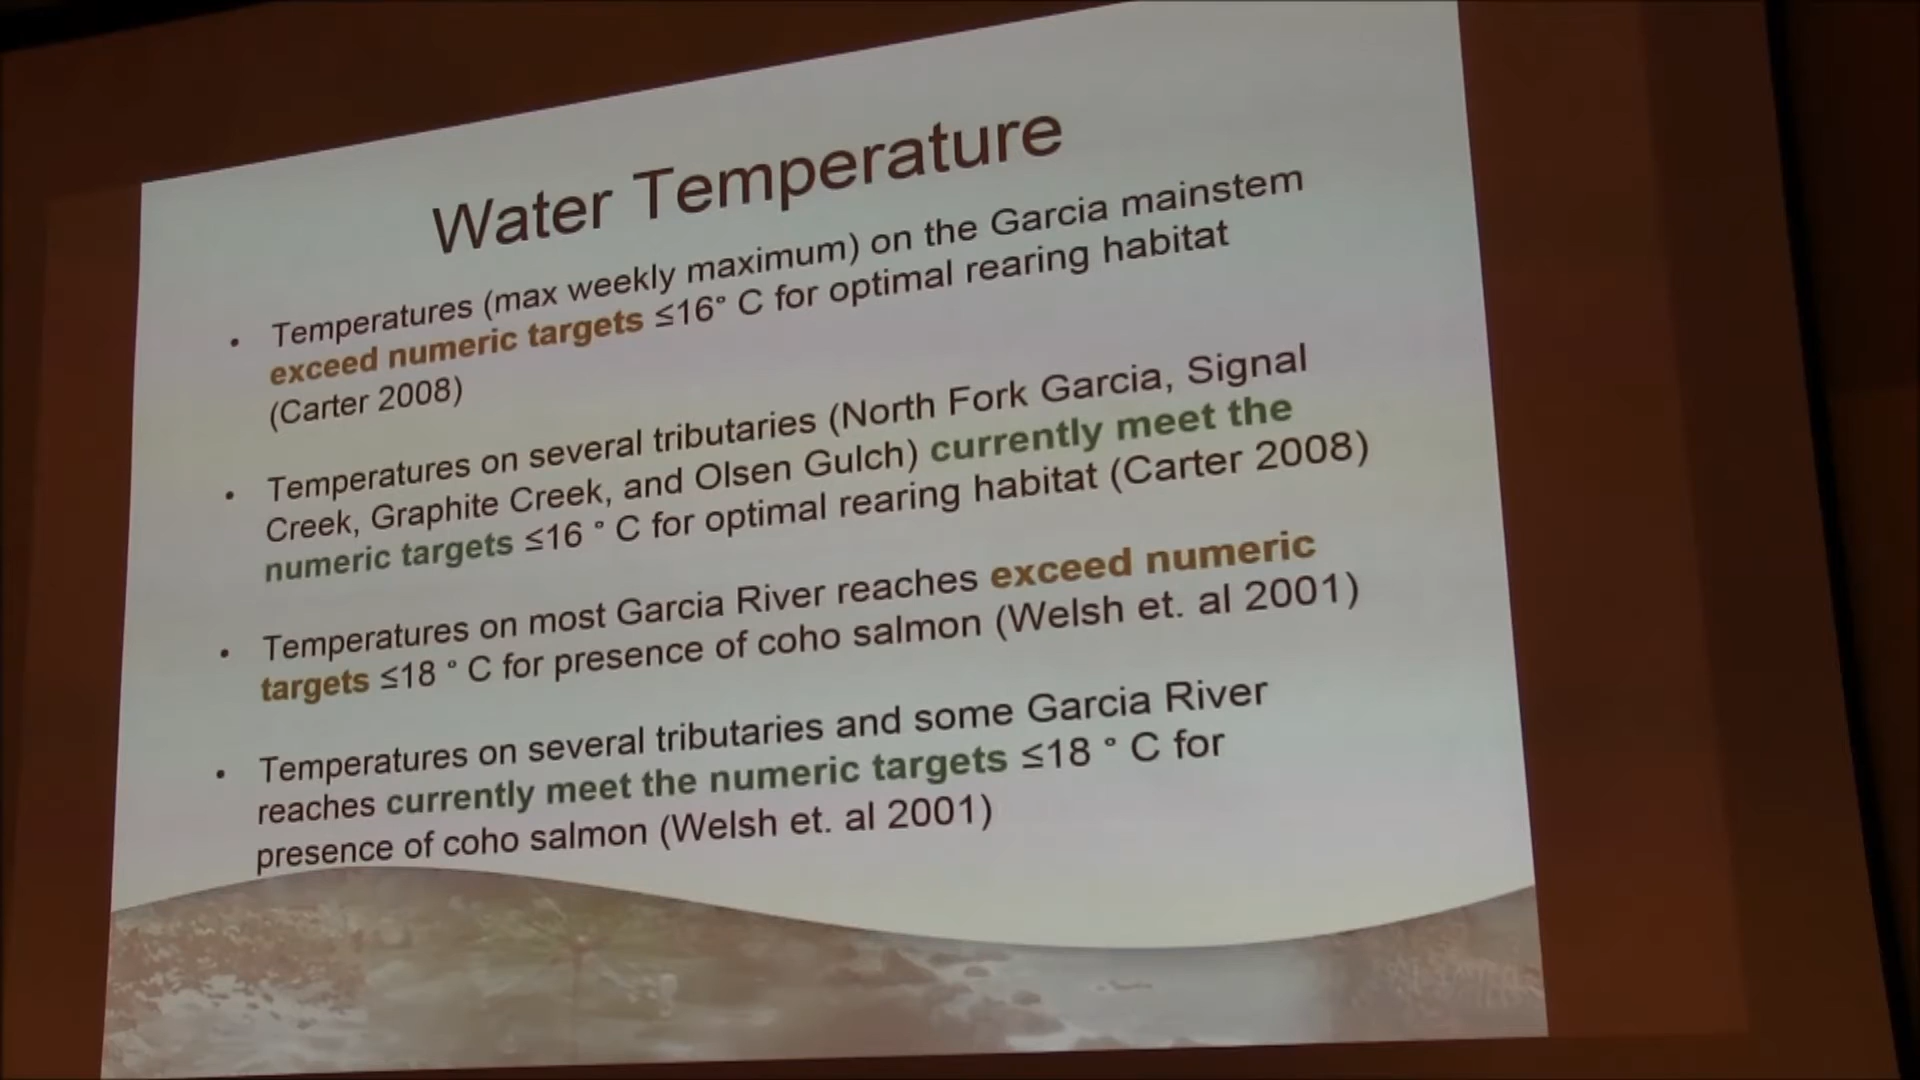 Water Temperature
• Temperatures (max weekly maximum) on the Garcia mainstem
exceed numeric targets ≤16° C for optimal rearing habitat
(Carter 2008)
• Temperatures on several tributaries (North Fork Garcia, Signal
Creek, Graphite Creek, and Olsen Gulch) currently meet the
numeric targets ≤16 ° C for optimal rearing habitat (Carter 2008)
• Temperatures on most Garcia River reaches exceed numeric
targets ≤18 ° C for presence of coho salmon (Welsh et. al 2001)
• Temperatures on several tributaries and some Garcia River
reaches currently meet the numeric targets ≤18 ° C for
presence of coho salmon (Welsh et. al 2001)